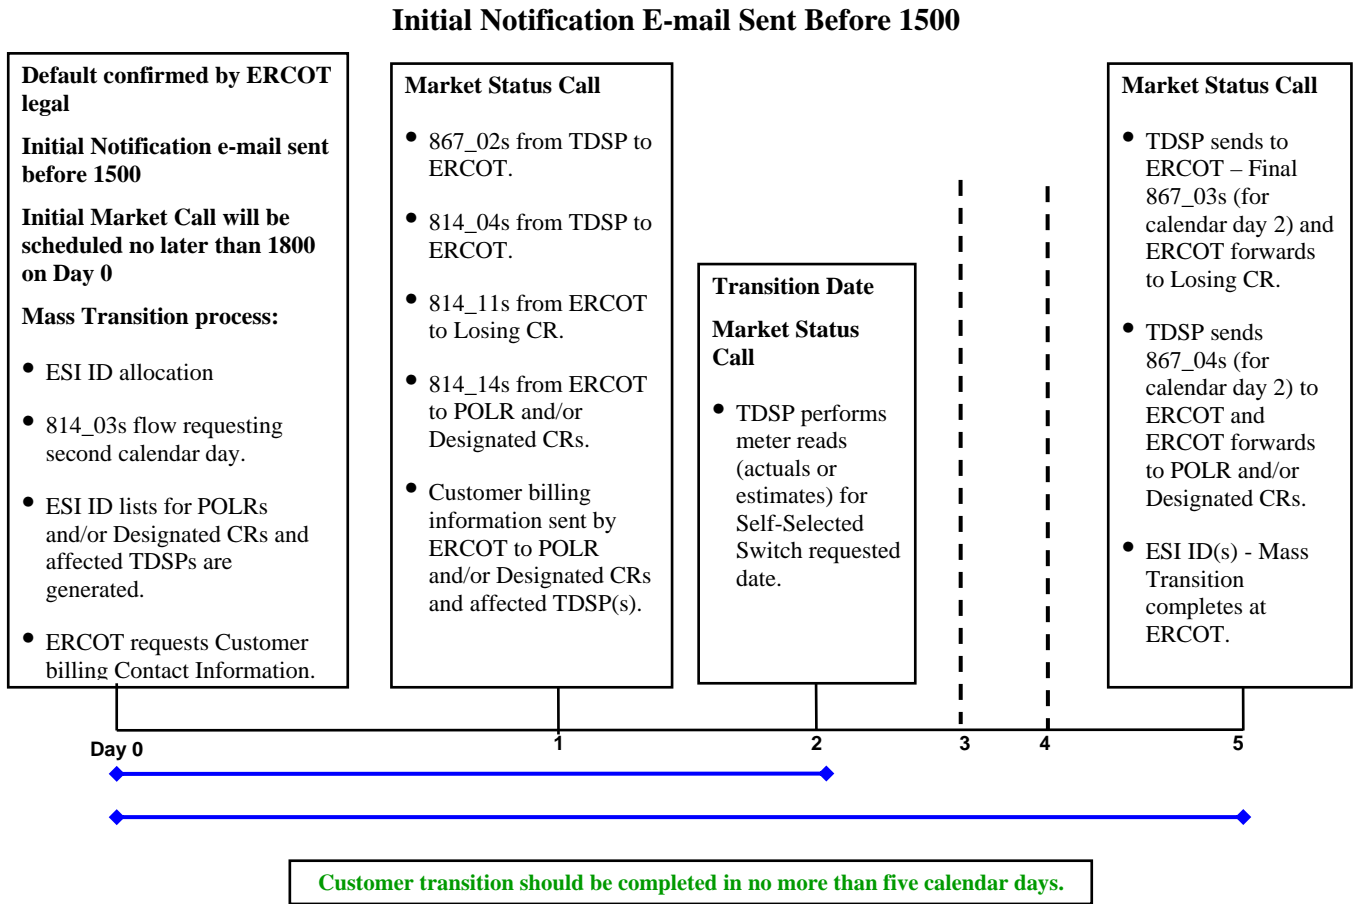 Initial Notification E-mail Sent Before 1500
Default confirmed by ERCOT
legal
Initial Notification e-mail sent
before 1500
Initial Market Call will be
scheduled no later than 1800
on Day 0
Mass Transition process:
• ESI ID allocation
• 814_03s flow requesting
second calendar day.
• ESI ID lists for POLRs
and/or Designated CRs and
affected TDSPs are
generated.
• ERCOT requests Customer
billing Contact Information.
Market Status Call
• 867_02s from TDSP to
ERCOT.
• 814_04s from TDSP to
ERCOT.
• 814_11s from ERCOT
to Losing CR.
• 814_14s from ERCOT
to POLR and/or
Designated CRs.
• Customer billing
information sent by
ERCOT to POLR
and/or Designated CRs
and affected TDSP(s).
Transition Date
Market Status
Call
• TDSP performs
meter reads
(actuals or
estimates) for
Self-Selected
Switch requested
date.
Market Status Call
• TDSP sends to
ERCOT – Final
867_03s (for
calendar day 2) and
ERCOT forwards
to Losing CR.
• TDSP sends
867_04s (for
calendar day 2) to
ERCOT and
ERCOT forwards
to POLR and/or
Designated CRs.
• ESI ID(s) - Mass
Transition
completes at
ERCOT.
Day 0
1
2
3
4
5
Customer transition should be completed in no more than five calendar days.